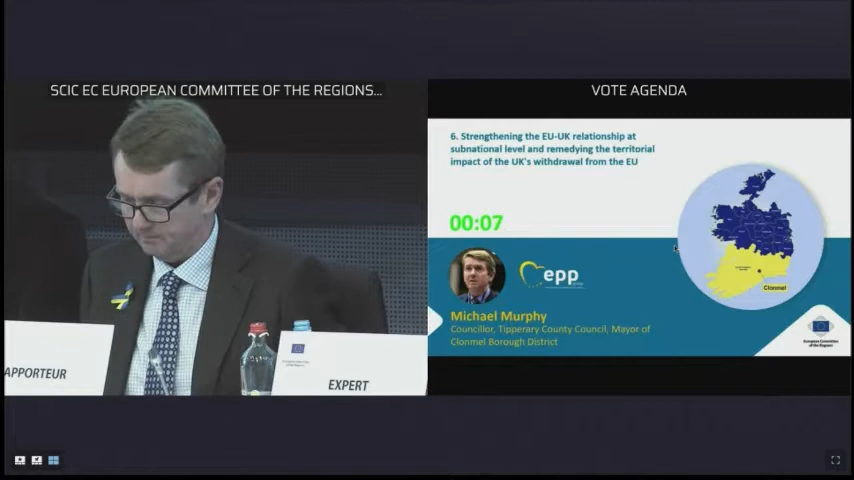 SCIC EC EUROPEAN COMMITTEE OF THE REGIONS...
APPORTEUR
EXPERT
VOTE AGENDA
6. Strengthening the EU-UK relationship at
subnational level and remedying the territorial
impact of the UK's withdrawal from the EU
00:07
epp
Michael Murphy
Councillor, Tipperary County Council, Mayor of
Clonmel Borough District
Clonmel
European Committee
of the Regions